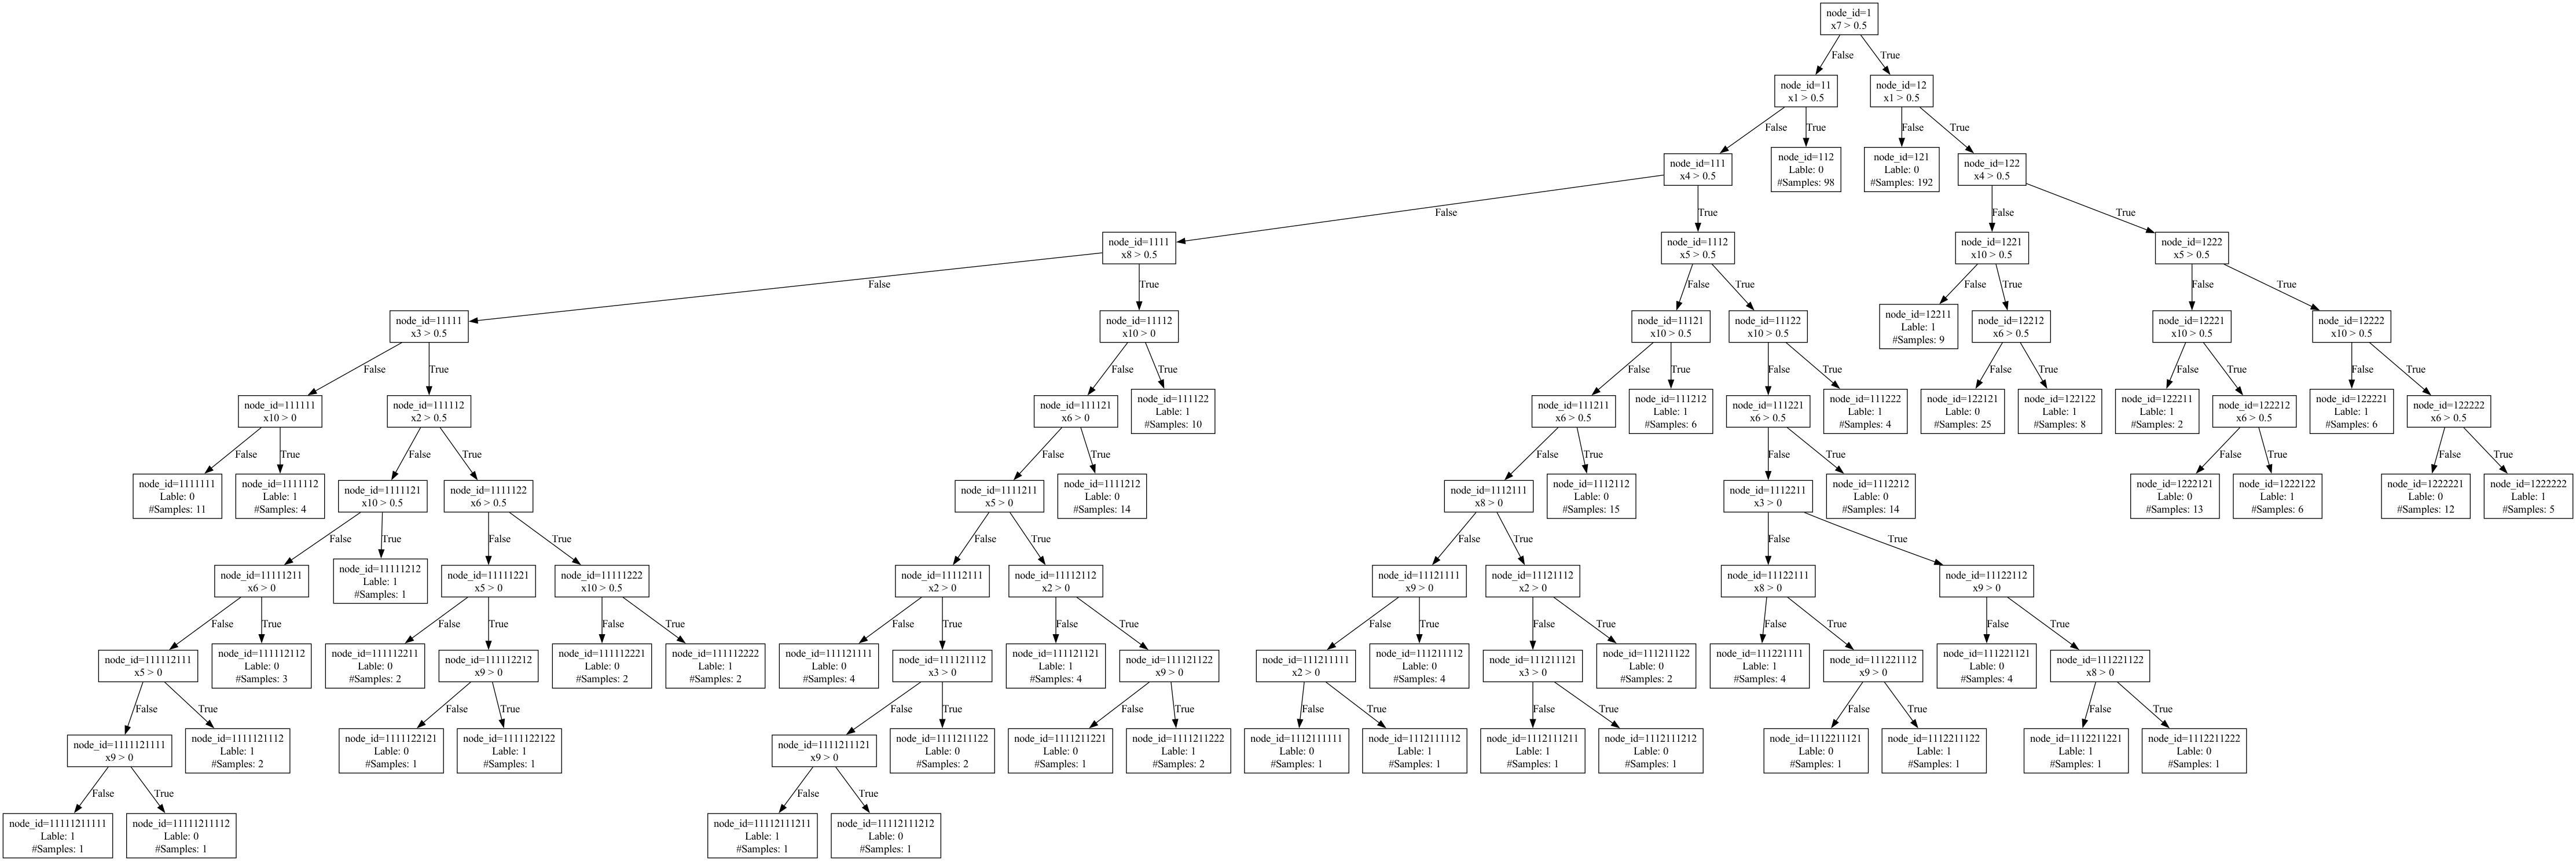 node_id=1
x7 > 0.5
False
True
node_id=11
x1 > 0.5
node_id=12
x1 > 0.5
False
True
False
True
node_id=111
x4 > 0.5
node_id=112
Lable: 0
#Samples: 98
node_id=121
Lable: 0
#Samples: 192
node_id=122
x4 > 0.5
False
True
False
True
node_id=1111
x8 > 0.5
node_id=1112
x5 > 0.5
node_id=1221
x10 > 0.5
node_id=1222
x5 > 0.5
False
True
False
True
False
True
False
True
node_id=11111
x3 > 0.5
node_id=11112
x10 > 0
node_id=11121
x10 > 0.5
node_id=11122
x10 > 0.5
node_id=12211
Lable: 1
#Samples: 9
node_id=12212
x6 > 0.5
node_id=12221
x10 > 0.5
node_id=12222
x10 > 0.5
False
True
False
True
False
True
False
True
False
True
False
True
False
True
node_id=111111
x10 > 0
node_id=111112
x2 > 0.5
node_id=111121
x6 > 0
node_id=111122
Lable: 1
#Samples: 10
node_id=111211
x6 > 0.5
node_id=111212
Lable: 1
#Samples: 6
node_id=111221
x6 > 0.5
node_id=111222
Lable: 1
#Samples: 4
node_id=122121
Lable: 0
#Samples: 25
node_id=122122
Lable: 1
#Samples: 8
node_id=122211
Lable: 1
#Samples: 2
node_id=122212
x6 > 0.5
node_id=122221
Lable: 1
#Samples: 6
node_id=122222
x6 > 0.5
False
True
False
True
False
True
False
True
False
True
False
True
False
True
node_id=1111111
Lable: 0
#Samples: 11
node_id=1111112
Lable: 1
#Samples: 4
node_id=1111121
x10 > 0.5
node_id=1111122
x6 > 0.5
node_id=1111211
x5 > 0
node_id=1111212
Lable: 0
#Samples: 14
node_id=1112111
x8 > 0
node_id=1112112
Lable: 0
#Samples: 15
node_id=1112211
x3 > 0
node_id=1112212
Lable: 0
#Samples: 14
node_id=1222121
Lable: 0
#Samples: 13
node_id=1222122
Lable: 1
#Samples: 6
node_id=1222221
Lable: 0
#Samples: 12
node_id=1222222
Lable: 1
#Samples: 5
False
True
False
True
False
True
False
True
False
True
node_id=11111211
x6 > 0
node_id=11111212
Lable: 1
#Samples: 1
node_id=11111221
x5 > 0
node_id=11111222
x10 > 0.5
node_id=11112111
x2 > 0
node_id=11112112
x2 > 0
node_id=11121111
x9 > 0
node_id=11121112
x2 > 0
node_id=11122111
x8 > 0
node_id=11122112
x9 > 0
False
True
False
True
False
True
False
True
False
True
False
True
False
True
False
True
False
True
node_id=111112111
x5 > 0
node_id=111112112
Lable: 0
#Samples: 3
node_id=111112211
Lable: 0
#Samples: 2
node_id=111112212
x9 > 0
node_id=111112221
Lable: 0
#Samples: 2
node_id=111112222
Lable: 1
#Samples: 2
node_id=111121111
Lable: 0
#Samples: 4
node_id=111121112
x3 > 0
node_id=111121121
Lable: 1
#Samples: 4
node_id=111121122
x9 > 0
node_id=111211111
x2 > 0
node_id=111211112
Lable: 0
#Samples: 4
node_id=111211121
x3 > 0
node_id=111211122
Lable: 0
#Samples: 2
node_id=111221111
Lable: 1
#Samples: 4
node_id=111221112
x9 > 0
node_id=111221121
Lable: 0
#Samples: 4
node_id=111221122
x8 > 0
False
True
False
True
False
True
False
True
False
True
False
True
False
True
False
True
node_id=1111121111
x9 > 0
node_id=1111121112
Lable: 1
#Samples: 2
node_id=1111122121
Lable: 0
#Samples: 1
node_id=1111122122
Lable: 1
#Samples: 1
node_id=1111211121
x9 > 0
node_id=1111211122
Lable: 0
#Samples: 2
node_id=1111211221
Lable: 0
#Samples: 1
node_id=1111211222
Lable: 1
#Samples: 2
node_id=1112111111
Lable: 0
#Samples: 1
node_id=1112111112
Lable: 1
#Samples: 1
node_id=1112111211
Lable: 1
#Samples: 1
node_id=1112111212
Lable: 0
#Samples: 1
node_id=1112211121
Lable: 0
#Samples: 1
node_id=1112211122
Lable: 1
#Samples: 1
node_id=1112211221
Lable: 1
#Samples: 1
node_id=1112211222
Lable: 0
#Samples: 1
False
True
False
True
node_id=11111211111
Lable: 1
#Samples: 1
node_id=11111211112
Lable: 0
#Samples: 1
node_id=11112111211
Lable: 1
#Samples: 1
node_id=11112111212
Lable: 0
#Samples: 1